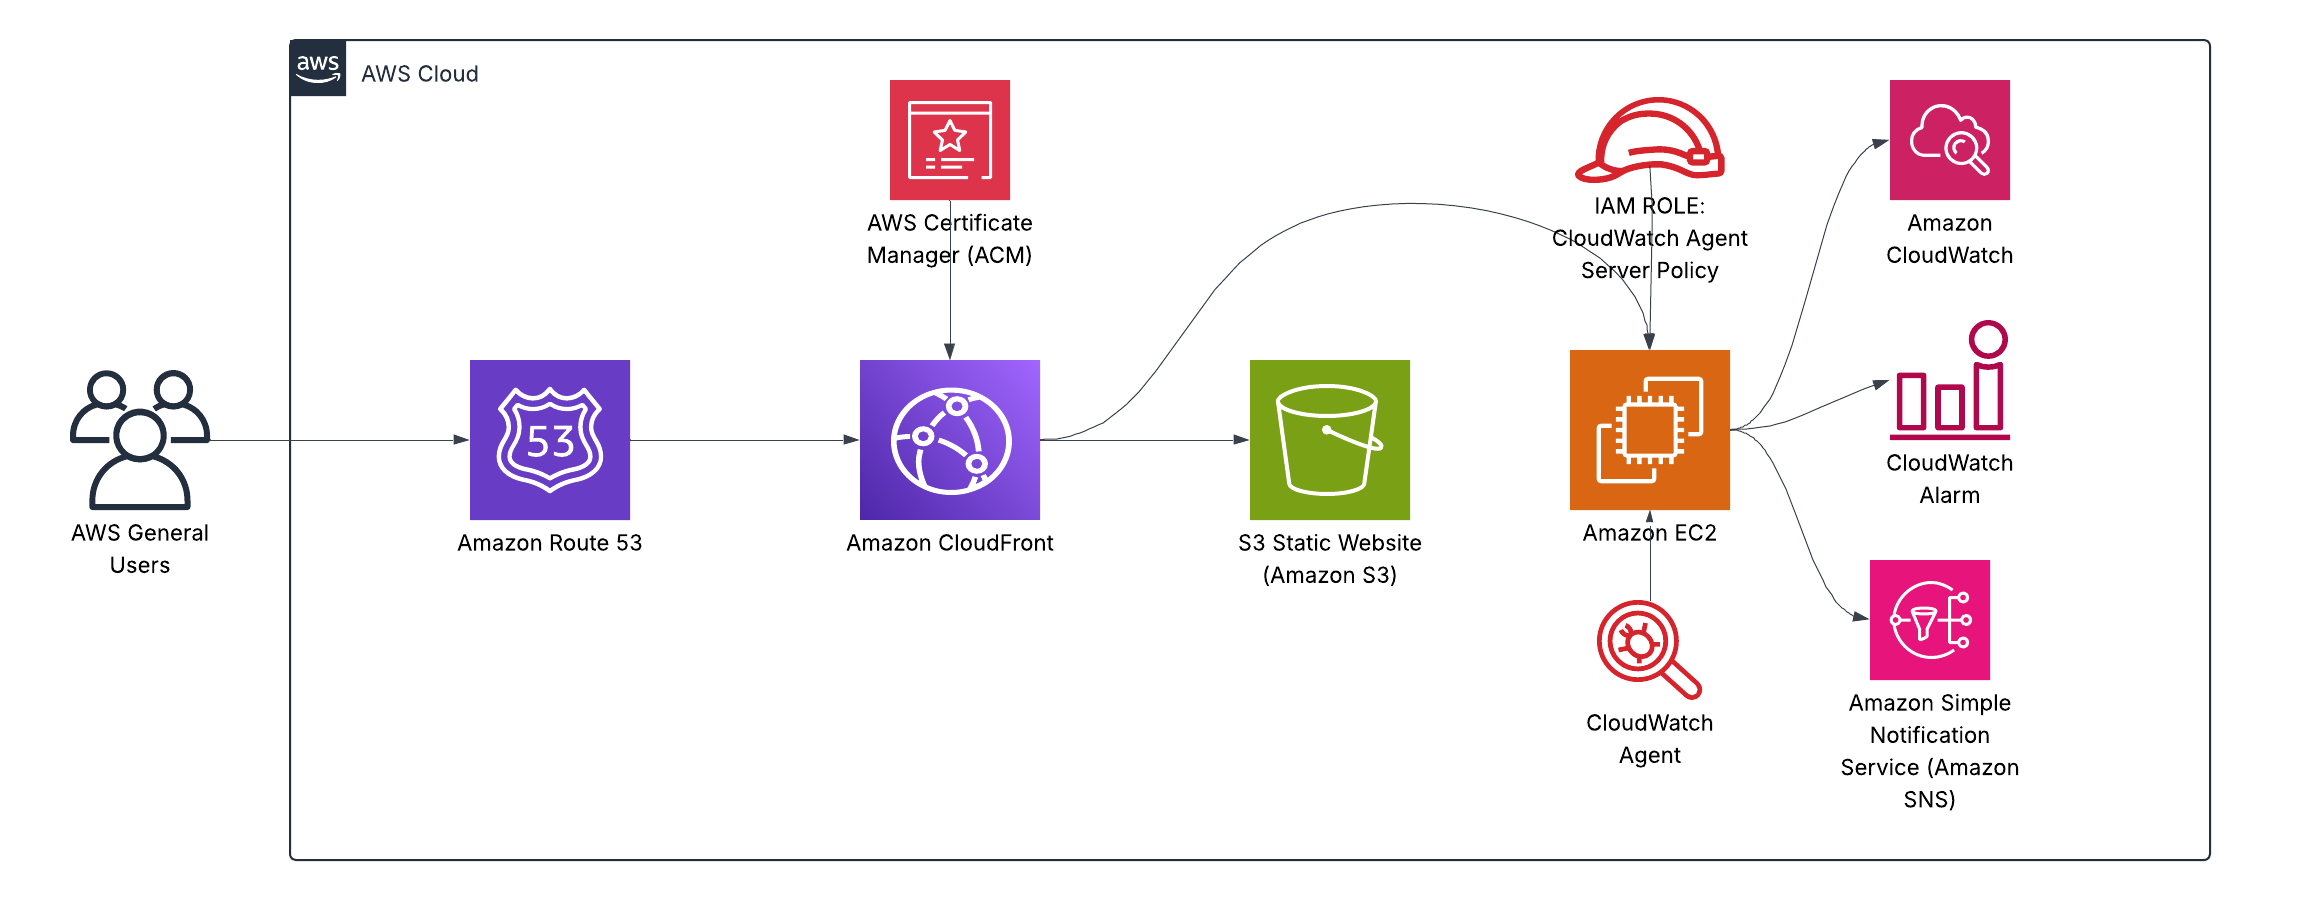 aws
AWS Cloud
AWS Certificate
Manager (ACM)
IAM ROLE:
CloudWatch Agent
Server Policy
Amazon
CloudWatch
53
AWS General
Users
Amazon Route 53
Amazon CloudFront
S3 Static Website
(Amazon S3)
Amazon EC2
CloudWatch
Alarm
CloudWatch
Agent
Amazon Simple
Notification
Service (Amazon
SNS)